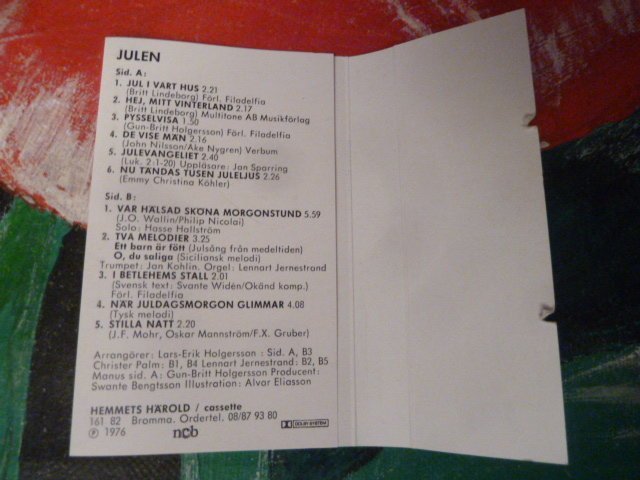 JULEN
Sid. A:
1. JUL I VART HUS 2.21
(Britt Lindeborg) Förl. Filadelfia
2. HEJ, MITT VINTERLAND 2.17
(Britt Lindeborg) Multitone AB Musikförlag
3. PYSSELVISA 1.50
(Gun-Britt Holgersson) Förl. Filadelfia
4. DE VISE MÄN 2.16
(John Nilsson/Ake Nygren) Verbum
5. JULEVANGELIET 2.40
(Luk. 2:1-20) Uppläsare: Jan Sparring
6. NU TÄNDAS TUSEN JULELJUS 2.26
(Emmy Christina Köhler)
Sid. B:
1. VAR HÄLSAD SKÖNA MORGONSTUND 5.59
(J.O. Wallin/Philip Nicolai)
Solo: Hasse Hallström
2. TVA MELODIER 3.25
Ett barn är fött (Julsång från medeltiden)
O, du saliga (Siciliansk melodi)
Trumpet: Jan Kohlin. Orgel: Lennart Jernestrand
3. I BETLEHEMS STALL 2.01
(Svensk text: Svante Widén/Okänd komp.)
Förl. Filadelfia
4. NÄR JULDAGSMORGON GLIMMAR 4.08
(Tysk melodi)
5. STILLA NATT 2.20
(J.F. Mohr, Oskar Mannström/F.X. Gruber)
Arrangörer: Lars-Erik Holgersson : Sid. A, B3
Christer Palm: B1, B4 Lennart Jernestrand: B2, B5
Manus sid. A: Gun-Britt Holgersson Producent:
Swante Bengtsson Illustration: Alvar Eliasson
HEMMETS HÄROLD / cassette
161 82 Bromma. Ordertel. 08/87 93 80
℗ 1976 ncb
DOLBY SYSTEM